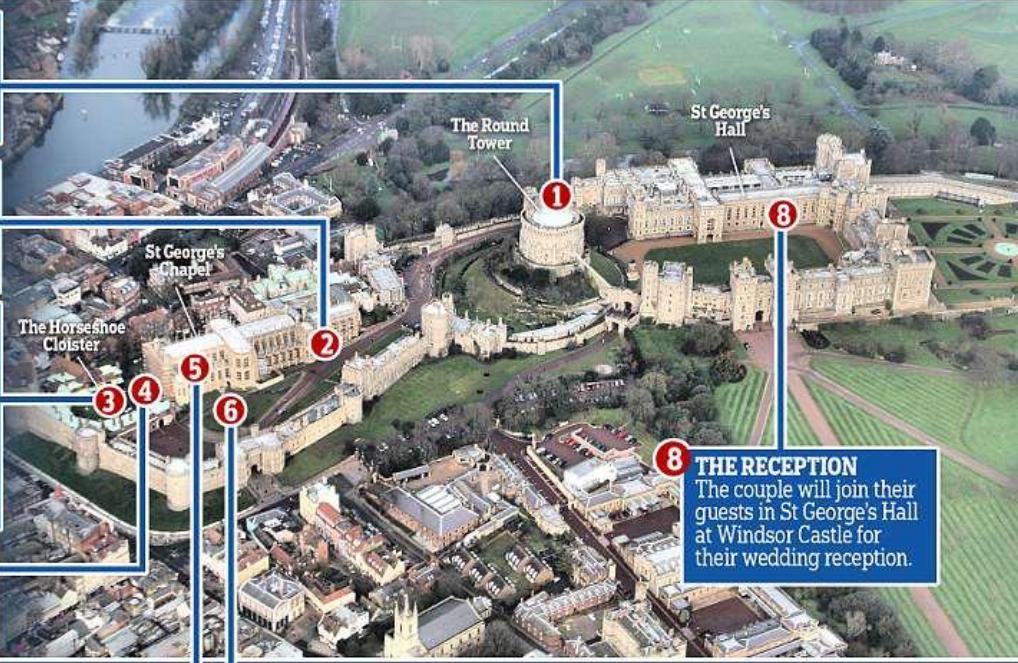 The Round
Tower
1
St George's
Hall
8
St George's
Chapel
The Horseshoe
Cloister
2
5
4
3
6
8 THE RECEPTION
The couple will join their
guests in St George's Hall
at Windsor Castle for
their wedding reception.